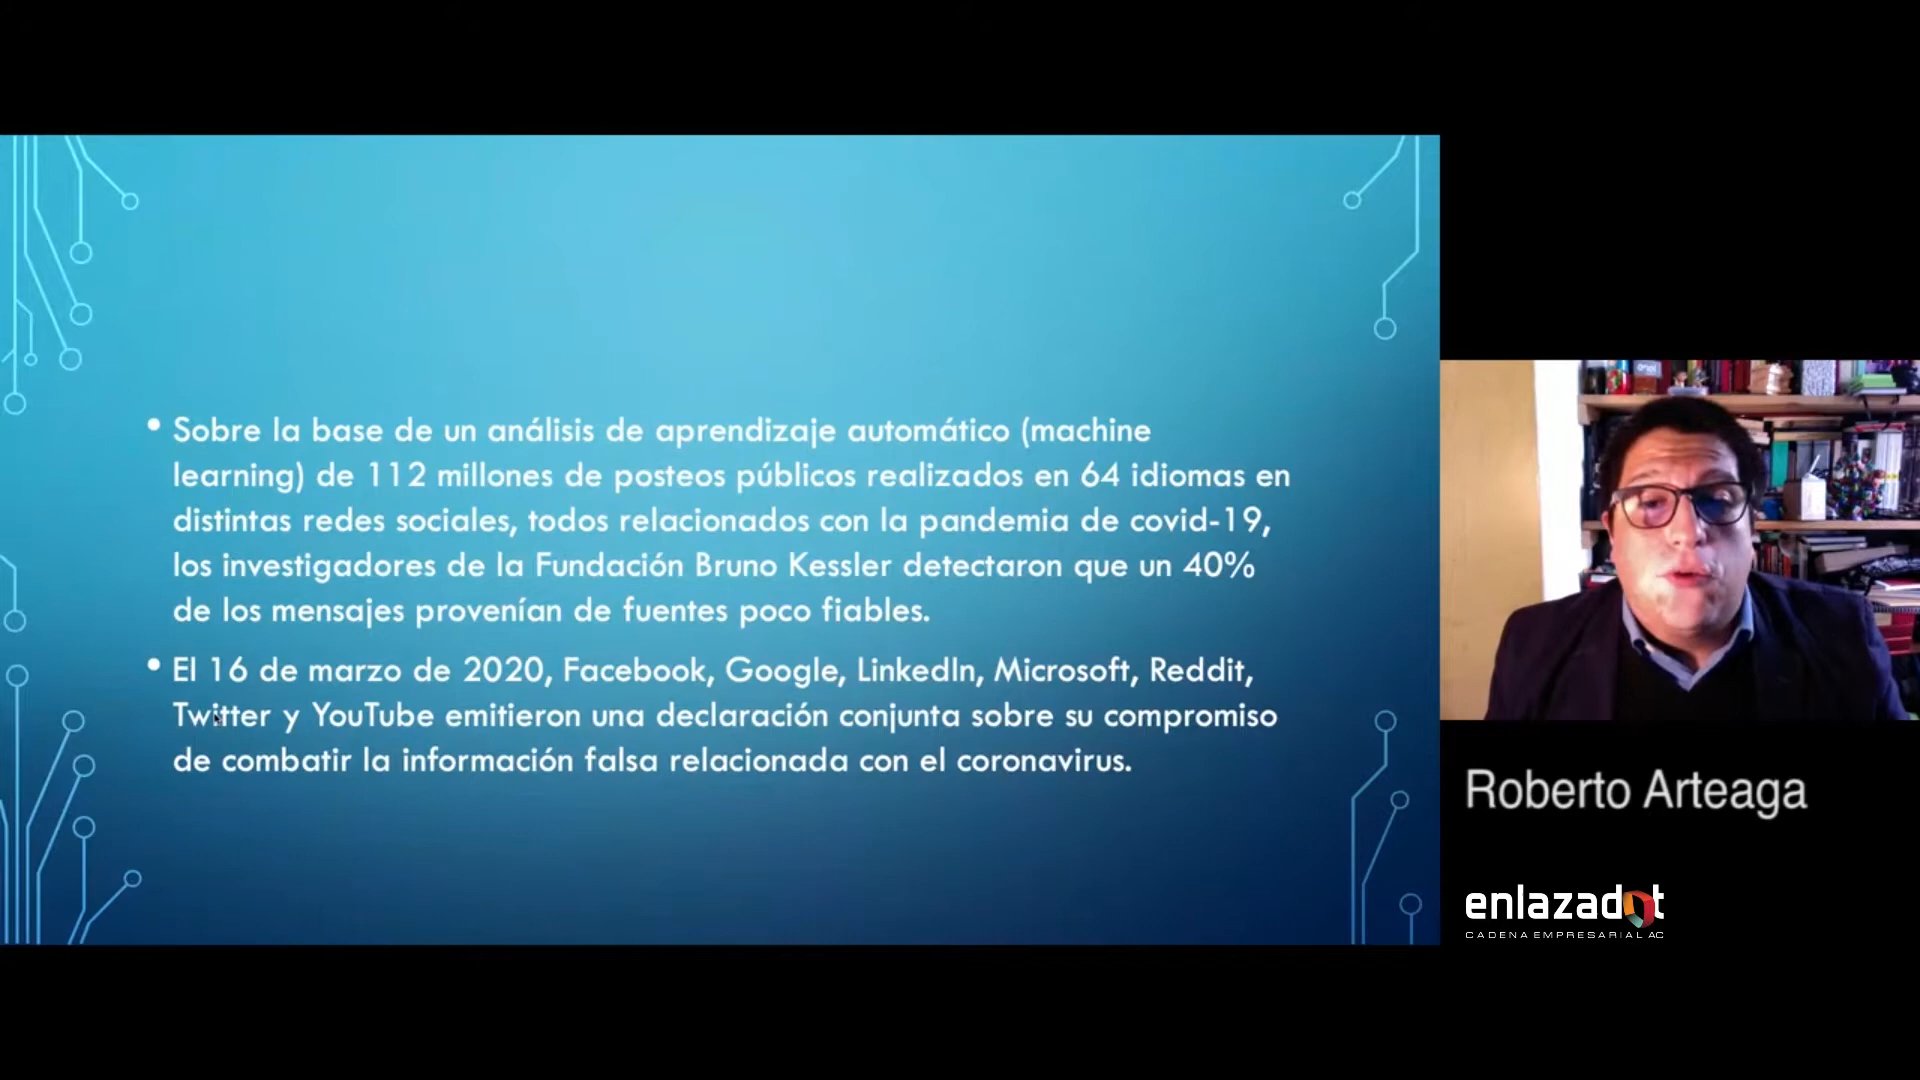 • Sobre la base de un análisis de aprendizaje automático (machine
learning) de 112 millones de posteos públicos realizados en 64 idiomas en
distintas redes sociales, todos relacionados con la pandemia de covid-19,
los investigadores de la Fundación Bruno Kessler detectaron que un 40%
de los mensajes provenían de fuentes poco fiables.
• El 16 de marzo de 2020, Facebook, Google, LinkedIn, Microsoft, Reddit,
Twitter y YouTube emitieron una declaración conjunta sobre su compromiso
de combatir la información falsa relacionada con el coronavirus.
Roberto Arteaga
enlazadot
CADENA EMPRESARIAL AC